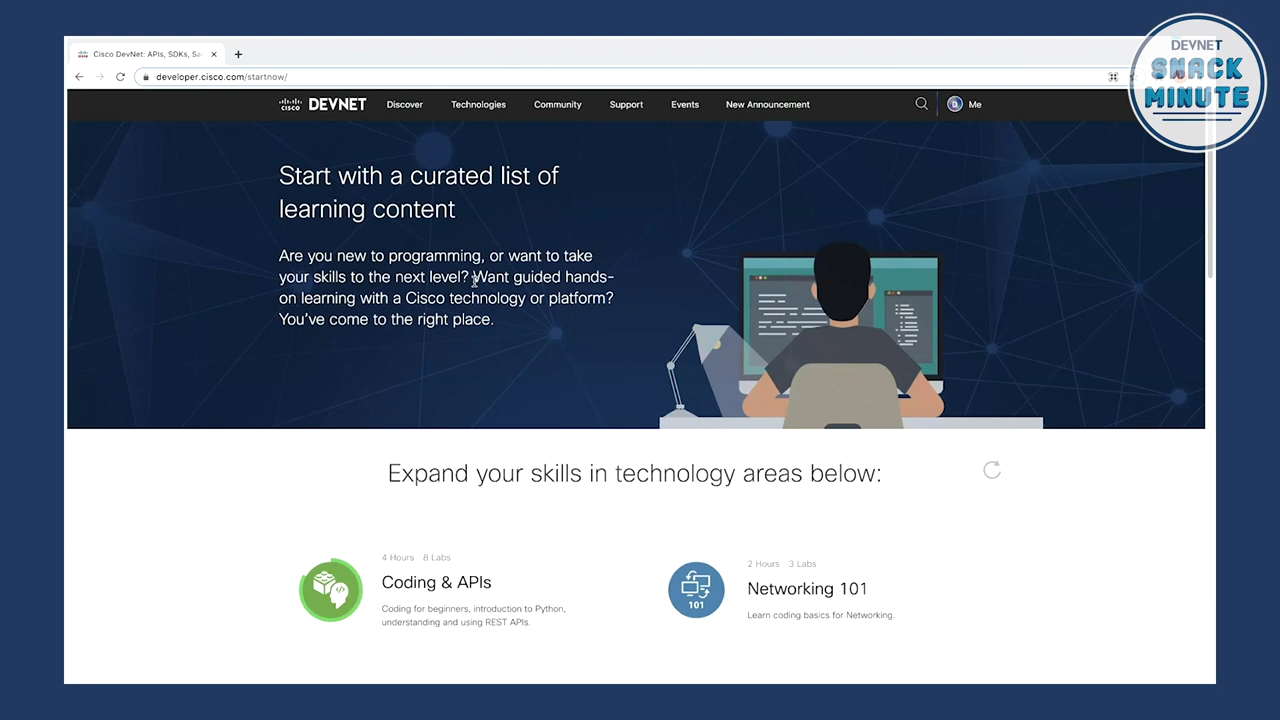 DEVNET
SNACK
MINUTE
Cisco DevNet: APIs, SDKs, Sa
developer.cisco.com/startnow/
CISCO DEVNET Discover Technologies Community Support Events New Announcement D Me
Start with a curated list of
learning content
Are you new to programming, or want to take
your skills to the next level? Want guided hands-
on learning with a Cisco technology or platform?
You've come to the right place.
Expand your skills in technology areas below:
4 Hours 8 Labs
Coding & APIs
Coding for beginners, introduction to Python,
understanding and using REST APIs.
101
2 Hours 3 Labs
Networking 101
Learn coding basics for Networking.